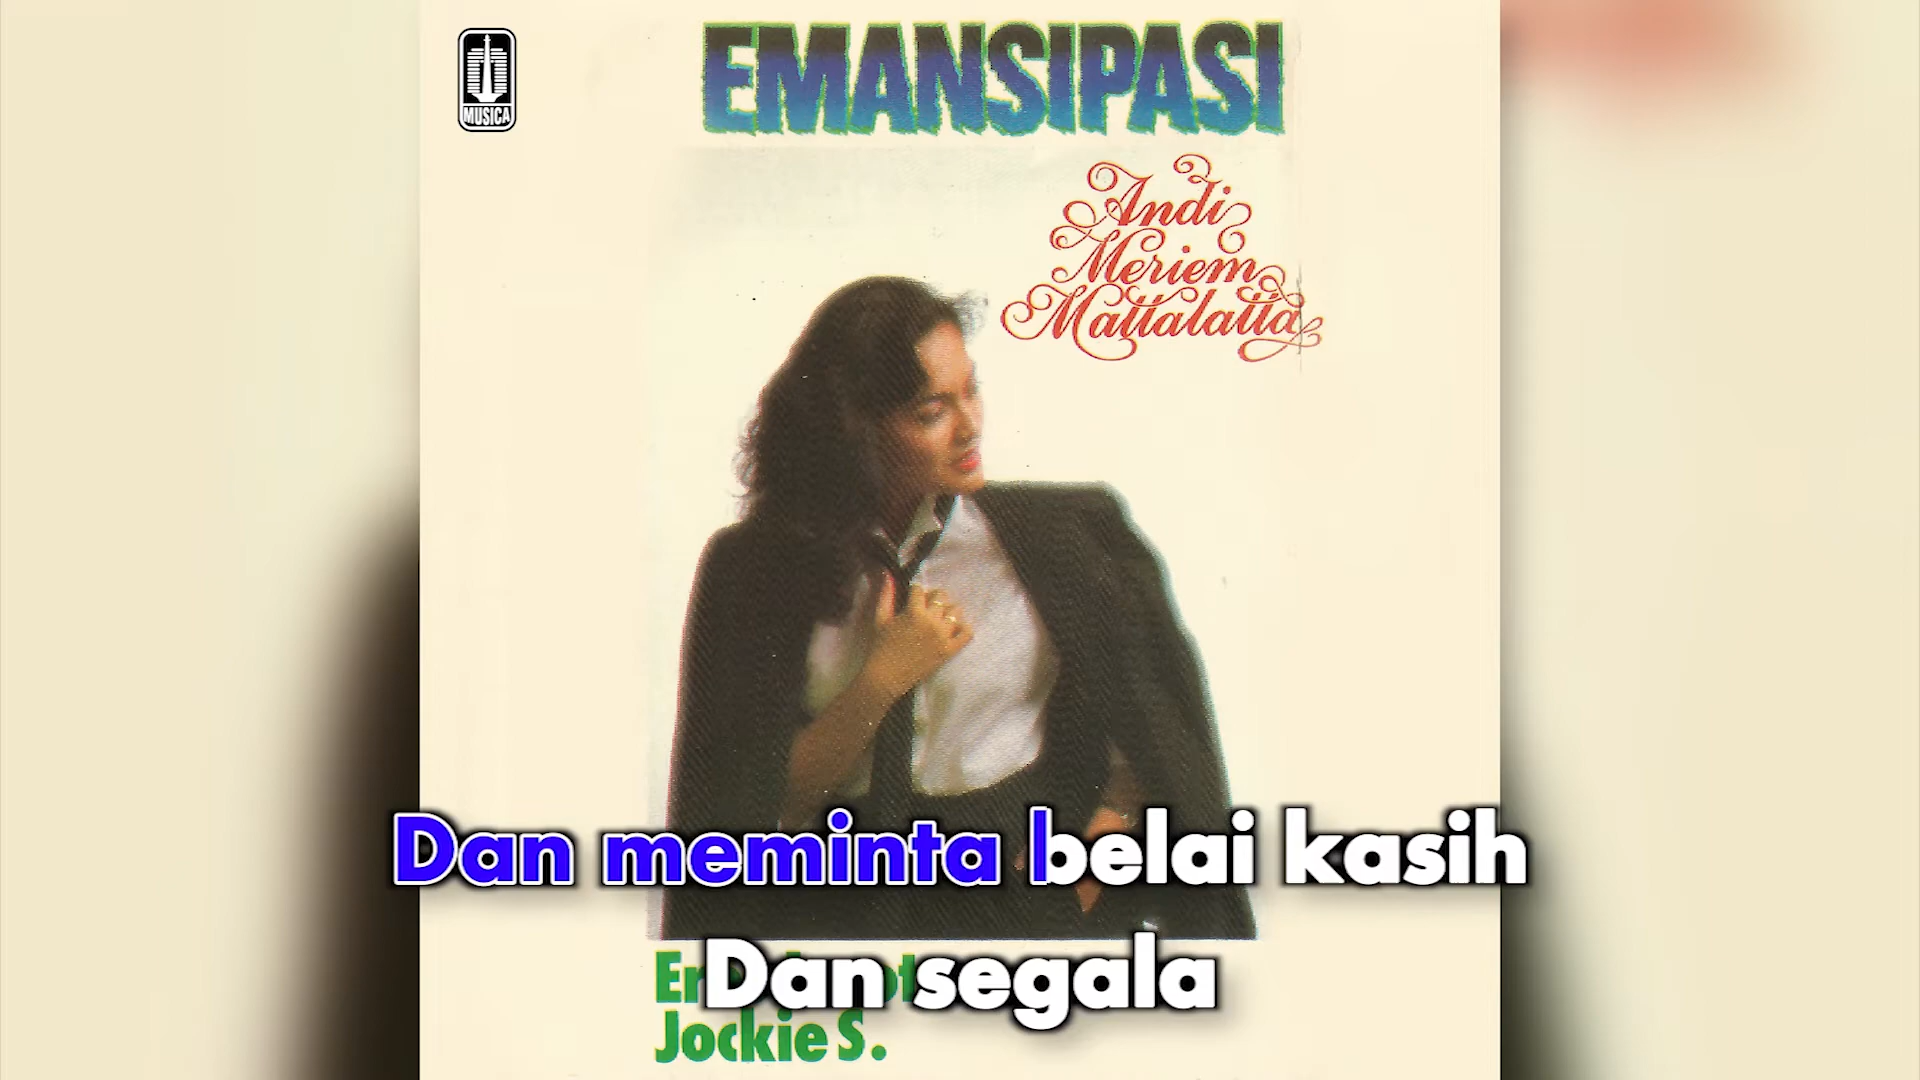 MUSICA
EMANSIPASI
Andi
Meriem
Mattalatta
Dan meminta belai kasih
Dan segala
Jockie S.